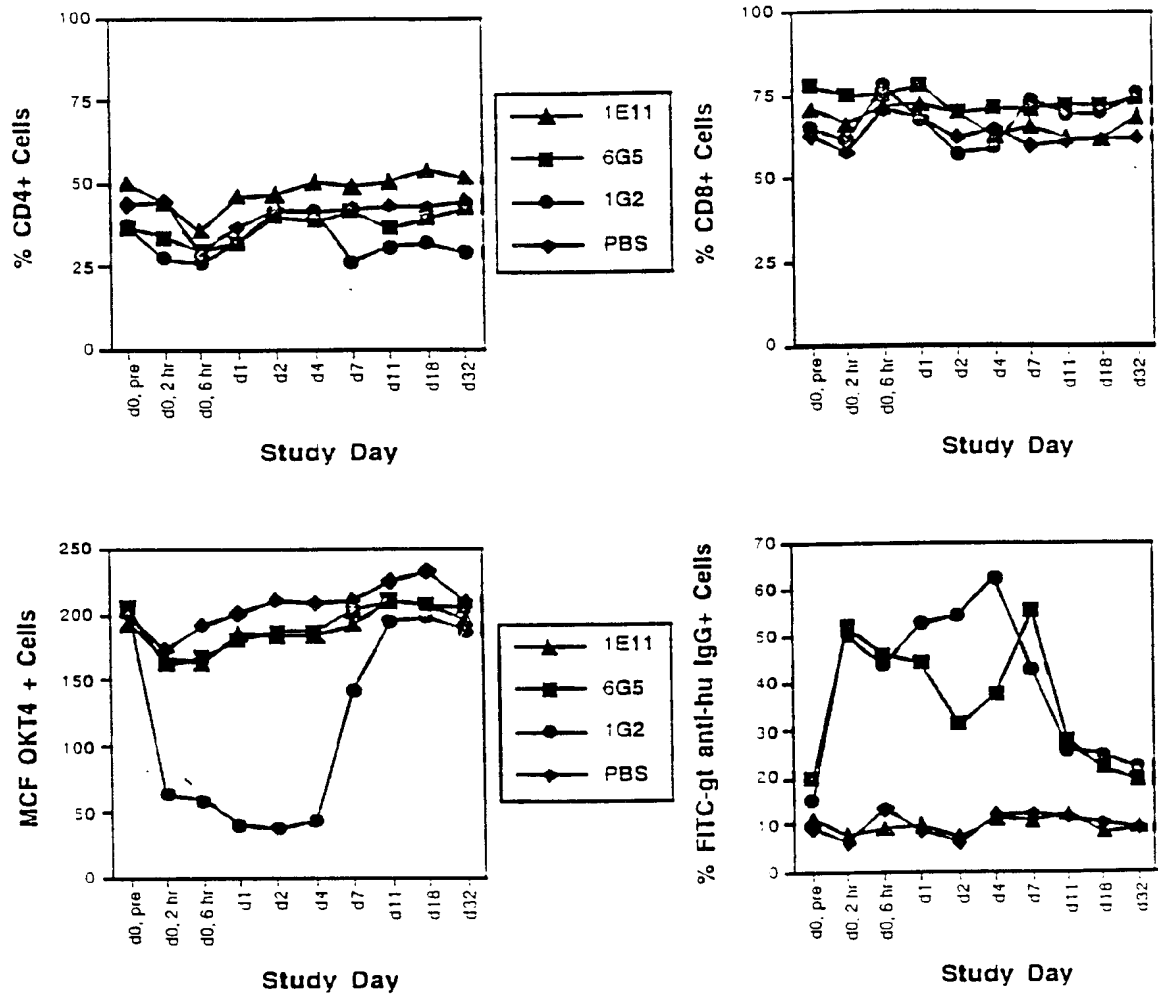 % CD4+ Cells
100
75
50
25
0
d0, pre
d0, 2 hr
d0, 6 hr
d1
d2
d4
d7
d11
d18
d32
Study Day
1E11
6G5
1G2
PBS
% CD8+ Cells
100
75
50
25
0
d0, pre
d0, 2 hr
d0, 6 hr
d1
d2
d4
d7
d11
d18
d32
Study Day
MCF OKT4 + Cells
250
200
150
100
50
0
d0, pre
d0, 2 hr
d0, 6 hr
d1
d2
d4
d7
d11
d18
d32
Study Day
1E11
6G5
1G2
PBS
% FITC-gt anti-hu IgG+ Cells
70
60
50
40
30
20
10
0
d0, pre
d0, 2 hr
d0, 6 hr
d1
d2
d4
d7
d11
d18
d32
Study Day